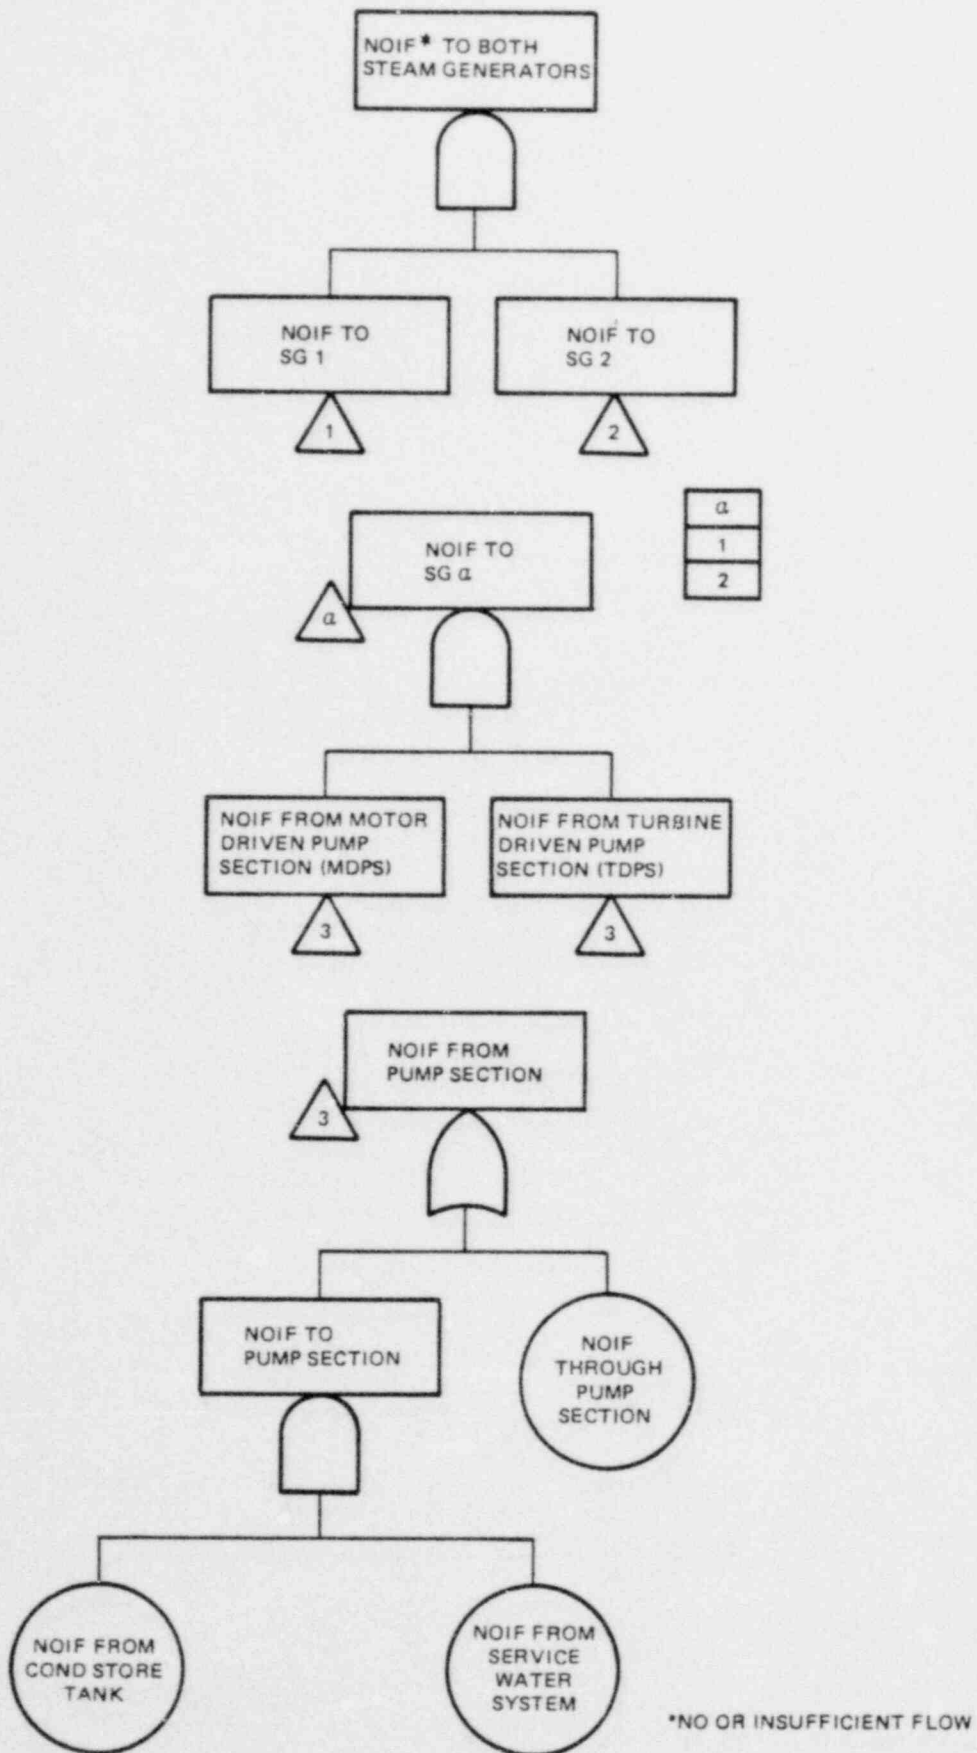 NOIF* TO BOTH
STEAM GENERATORS
NOIF TO
SG 1
NOIF TO
SG 2
1
2
a
1
2
NOIF TO
SG a
a
NOIF FROM MOTOR
DRIVEN PUMP
SECTION (MDPS)
NOIF FROM TURBINE
DRIVEN PUMP
SECTION (TDPS)
3
3
NOIF FROM
PUMP SECTION
3
NOIF TO
PUMP SECTION
NOIF
THROUGH
PUMP
SECTION
NOIF FROM
COND STORE
TANK
NOIF FROM
SERVICE
WATER
SYSTEM
*NO OR INSUFFICIENT FLOW